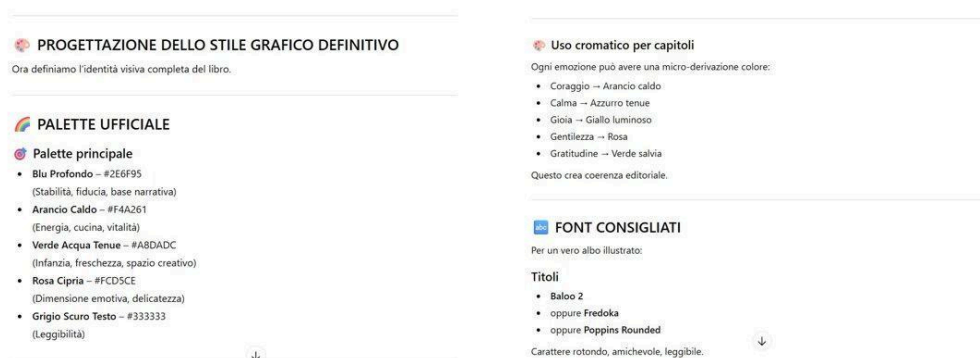 PROGETTAZIONE DELLO STILE GRAFICO DEFINITIVO
Ora definiamo l'identità visiva completa del libro.
PALETTE UFFICIALE
Palette principale
• Blu Profondo – #2E6F95
(Stabilità, fiducia, base narrativa)
• Arancio Caldo – #F4A261
(Energia, cucina, vitalità)
• Verde Acqua Tenue – #A8DADC
(Infanzia, freschezza, spazio creativo)
• Rosa Cipria – #FCD5CE
(Dimensione emotiva, delicatezza)
• Grigio Scuro Testo – #333333
(Leggibilità)
Uso cromatico per capitoli
Ogni emozione può avere una micro-derivazione colore:
• Coraggio → Arancio caldo
• Calma → Azzurro tenue
• Gioia → Giallo luminoso
• Gentilezza → Rosa
• Gratitudine → Verde salvia
Questo crea coerenza editoriale.
abc FONT CONSIGLIATI
Per un vero albo illustrato:
Titoli
• Baloo 2
• oppure Fredoka
• oppure Poppins Rounded
Carattere rotondo, amichevole, leggibile.